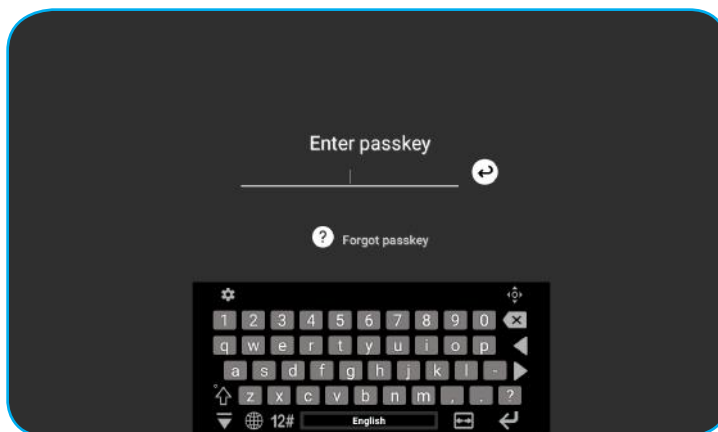 Enter passkey
? Forgot passkey
1 2 3 4 5 6 7 8 9 0
q w e r t y u i o p
a s d f g h j k l -
z x c v b n m , . ?
12# English